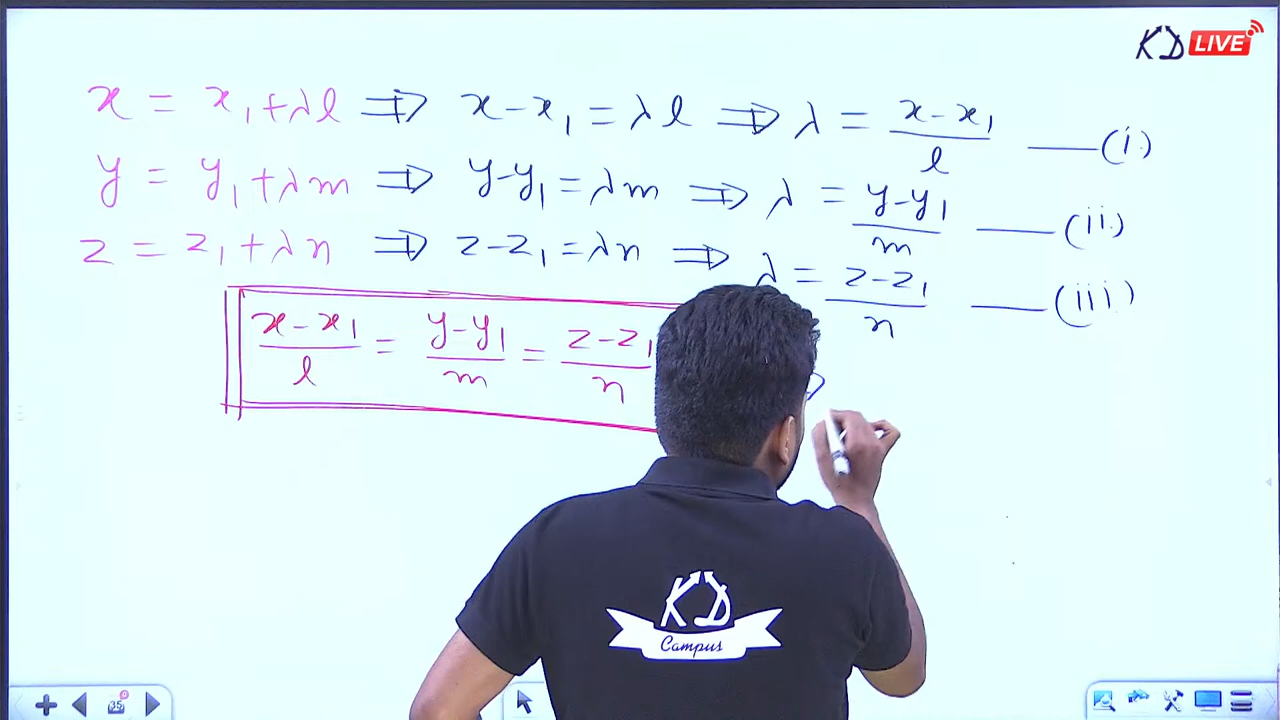 KD LIVE
x = x₁+λl ⇒ x-x₁ = λl ⇒ λ = (x-x₁)/l —(i.)
y = y₁+λm ⇒ y-y₁ = λm ⇒ λ = (y-y₁)/m —(ii.)
z = z₁+λn ⇒ z-z₁ = λn ⇒ λ = (z-z₁)/n —(iii.)
(x-x₁)/l = (y-y₁)/m = (z-z₁)/n ⇒
KD
Campus
35